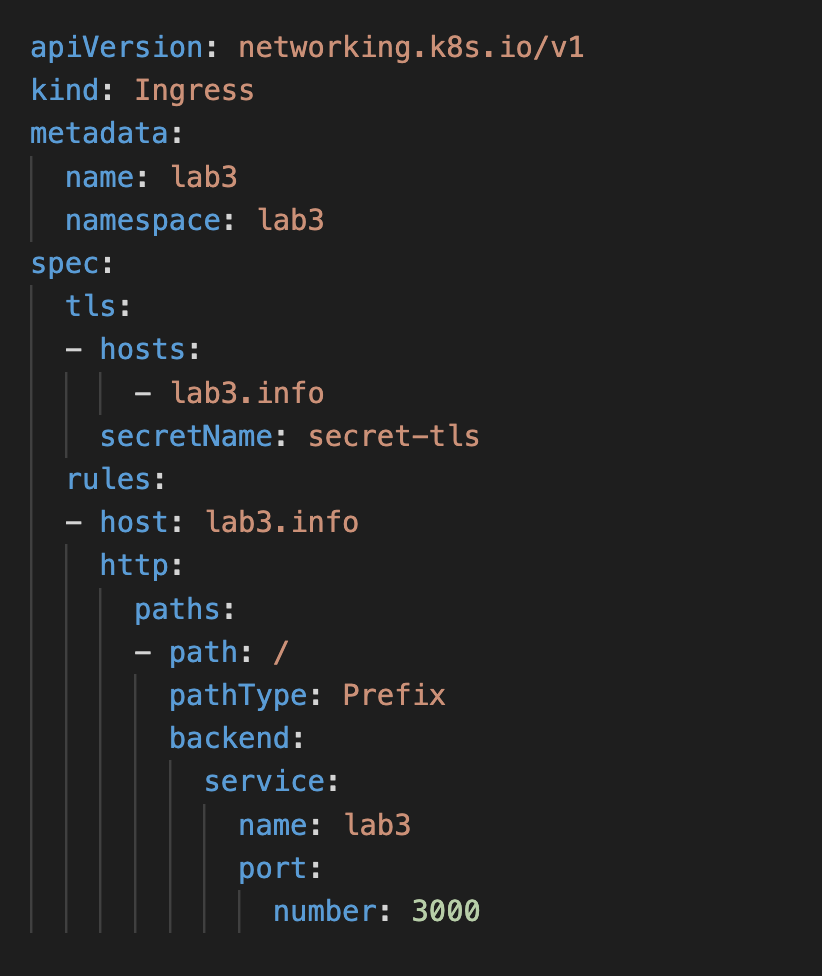 apiVersion: networking.k8s.io/v1
kind: Ingress
metadata:
  name: lab3
  namespace: lab3
spec:
  tls:
  - hosts:
      - lab3.info
    secretName: secret-tls
  rules:
  - host: lab3.info
    http:
      paths:
      - path: /
        pathType: Prefix
        backend:
          service:
            name: lab3
            port:
              number: 3000